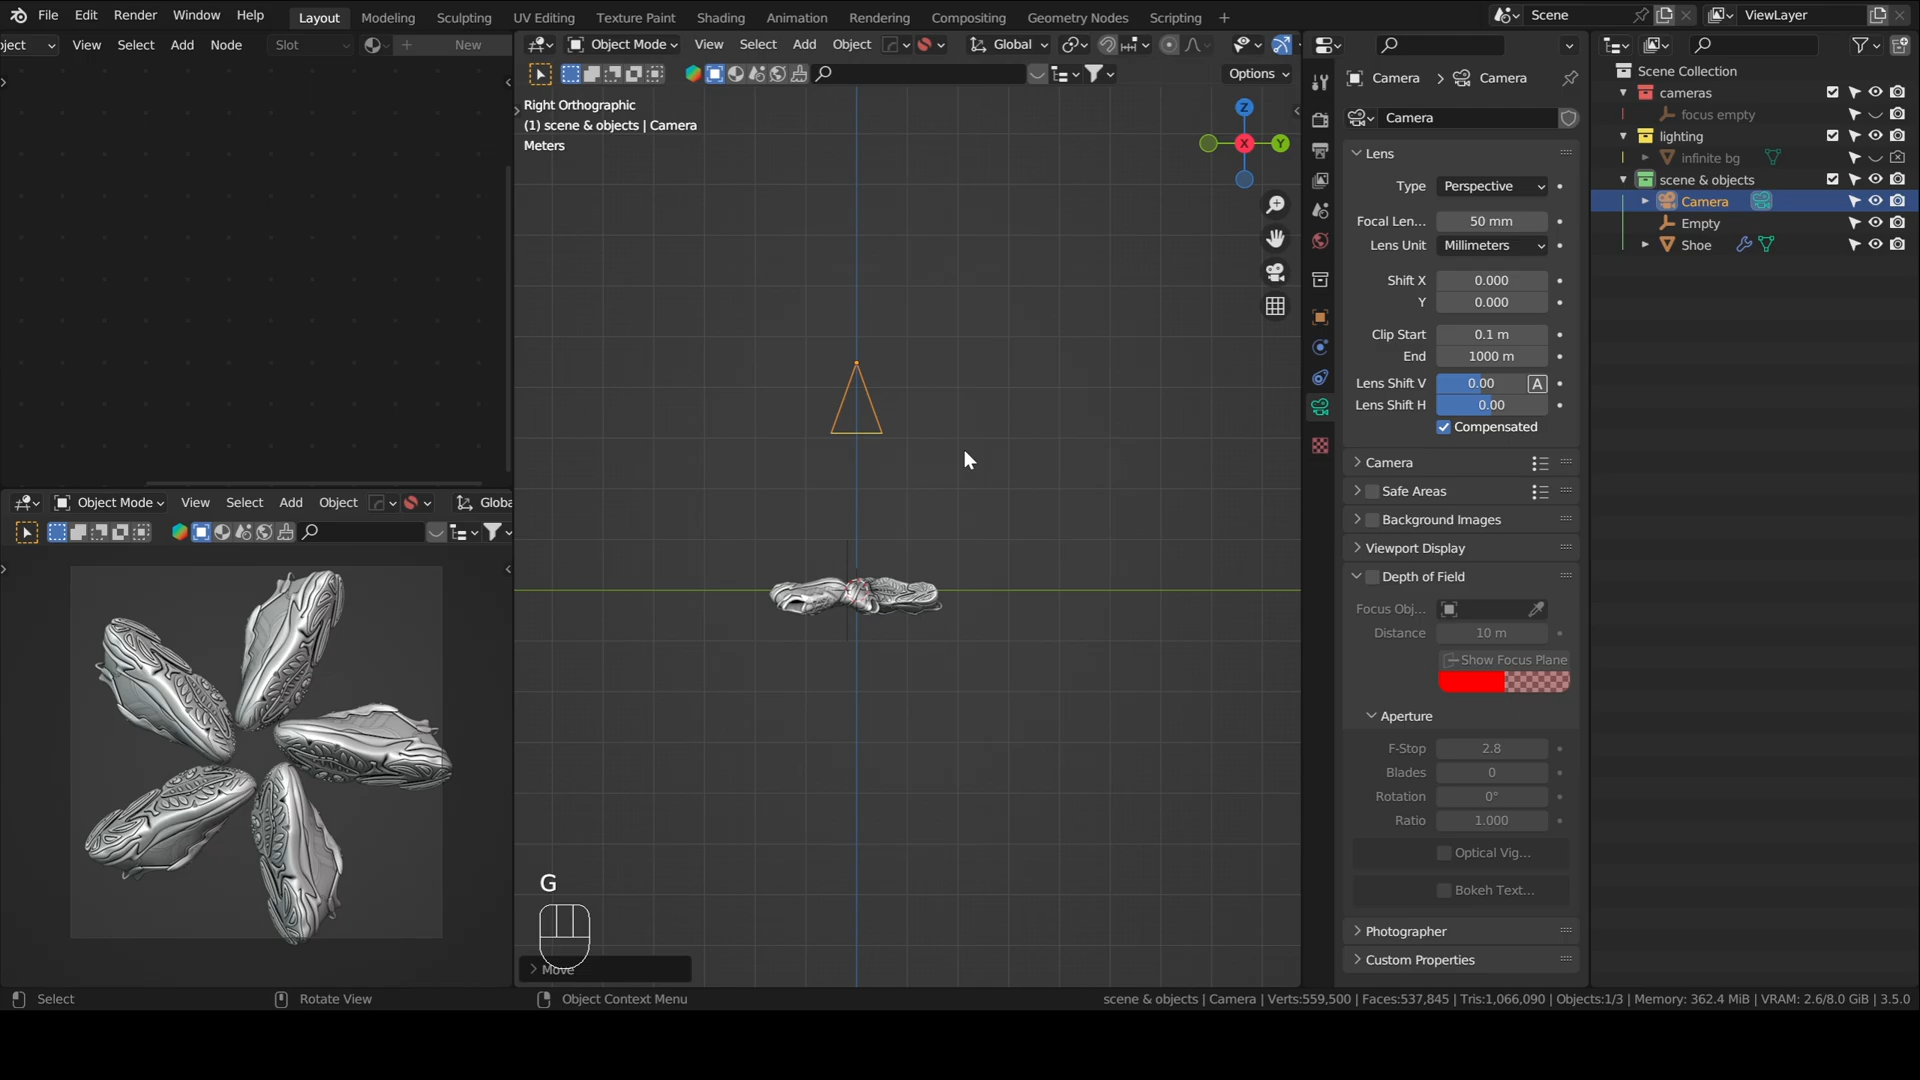 File Edit Render Window Help Layout Modeling Sculpting UV Editing Texture Paint Shading Animation Rendering Compositing Geometry Nodes Scripting + Scene ViewLayer
ject View Select Add Node Slot New
Object Mode View Select Add Object Global
Options
Right Orthographic
(1) scene & objects | Camera
Meters
Z
X
Y
G
Move
Object Mode View Select Add Object Globa
Camera > Camera
Camera
Lens
Type Perspective
Focal Len... 50 mm
Lens Unit Millimeters
Shift X 0.000
Y 0.000
Clip Start 0.1 m
End 1000 m
Lens Shift V 0.00 A
Lens Shift H 0.00
Compensated
Camera
Safe Areas
Background Images
Viewport Display
Depth of Field
Focus Obj...
Distance 10 m
Show Focus Plane
Aperture
F-Stop 2.8
Blades 0
Rotation 0°
Ratio 1.000
Optical Vig...
Bokeh Text...
Photographer
Custom Properties
Scene Collection
cameras
focus empty
lighting
infinite bg
scene & objects
Camera
Empty
Shoe
Select Rotate View Object Context Menu scene & objects | Camera | Verts:559,500 | Faces:537,845 | Tris:1,066,090 | Objects:1/3 | Memory: 362.4 MiB | VRAM: 2.6/8.0 GiB | 3.5.0